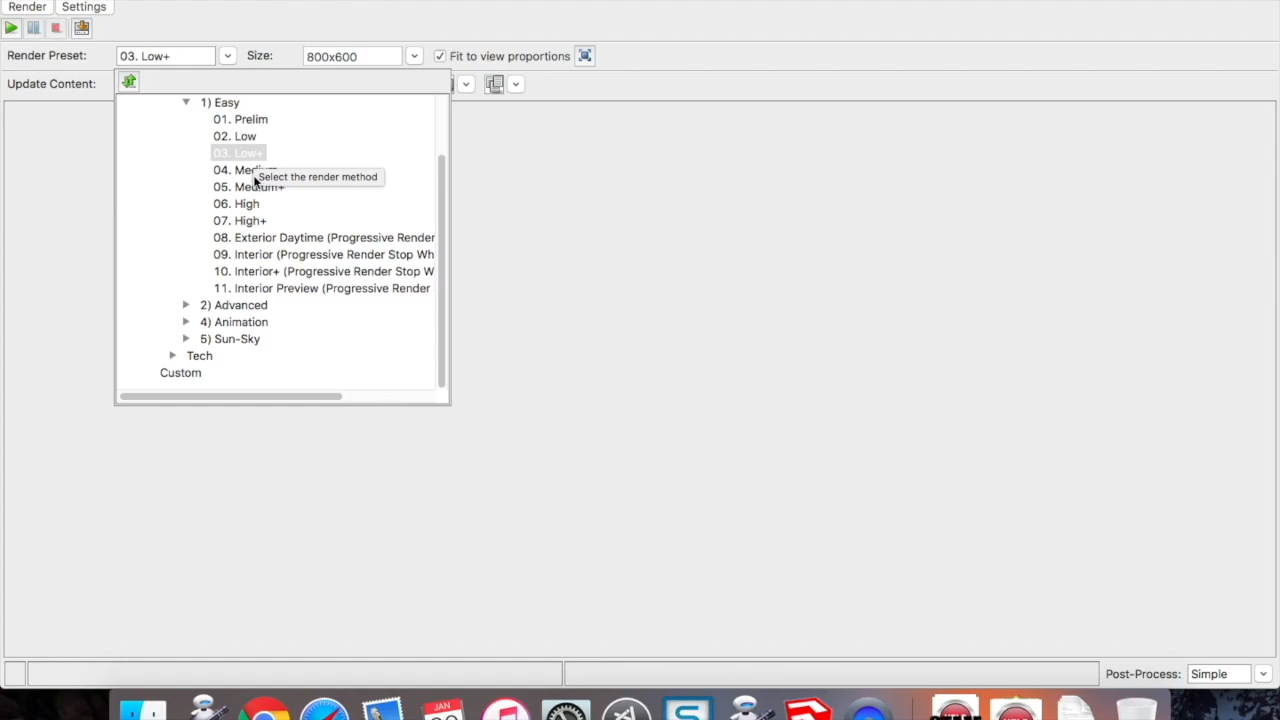 Render Settings
Render Preset: 03. Low+ Size: 800x600 Fit to view proportions
Update Content:
1) Easy
01. Prelim
02. Low
03. Low+
04.
Select the render method
05. Medium+
06. High
07. High+
08. Exterior Daytime (Progressive Render
09. Interior (Progressive Render Stop Wh
10. Interior+ (Progressive Render Stop W
11. Interior Preview (Progressive Render
2) Advanced
4) Animation
5) Sun-Sky
Tech
Custom
Post-Process: Simple
JAN